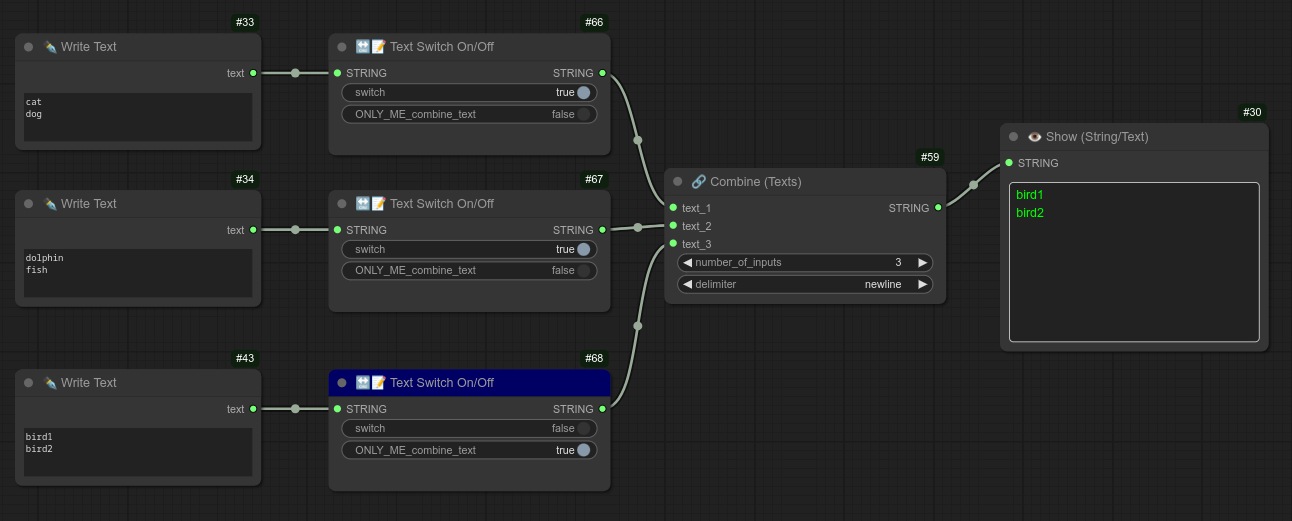 #33
Write Text
text
cat
dog
#66
Text Switch On/Off
STRING STRING
switch true
ONLY_ME_combine_text false
#34
Write Text
text
dolphin
fish
#67
Text Switch On/Off
STRING STRING
switch true
ONLY_ME_combine_text false
#43
Write Text
text
bird1
bird2
#68
Text Switch On/Off
STRING STRING
switch false
ONLY_ME_combine_text true
#59
Combine (Texts)
text_1 STRING
text_2
text_3
number_of_inputs 3
delimiter newline
#30
Show (String/Text)
STRING
bird1
bird2